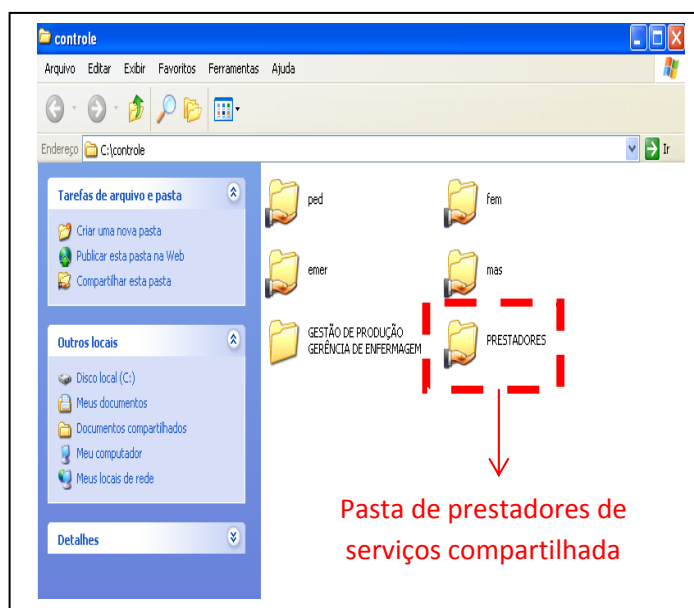 controle
Arquivo Editar Exibir Favoritos Ferramentas Ajuda
Endereço C:\controle Ir
Tarefas de arquivo e pasta
Criar uma nova pasta
Publicar esta pasta na Web
Compartilhar esta pasta
Outros locais
Disco local (C:)
Meus documentos
Documentos compartilhados
Meu computador
Meus locais de rede
Detalhes
ped
fem
emer
mas
GESTÃO DE PRODUÇÃO
GERÊNCIA DE ENFERMAGEM
PRESTADORES
Pasta de prestadores de
serviços compartilhada